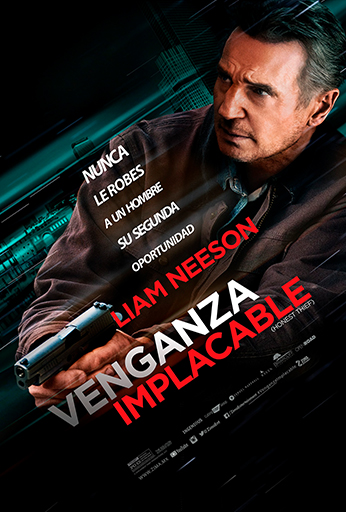 NUNCA
LE ROBES
A UN HOMBRE
SU SEGUNDA
OPORTUNIDAD
LIAM NEESON
VENGANZA
IMPLACABLE
(HONEST THIEF)